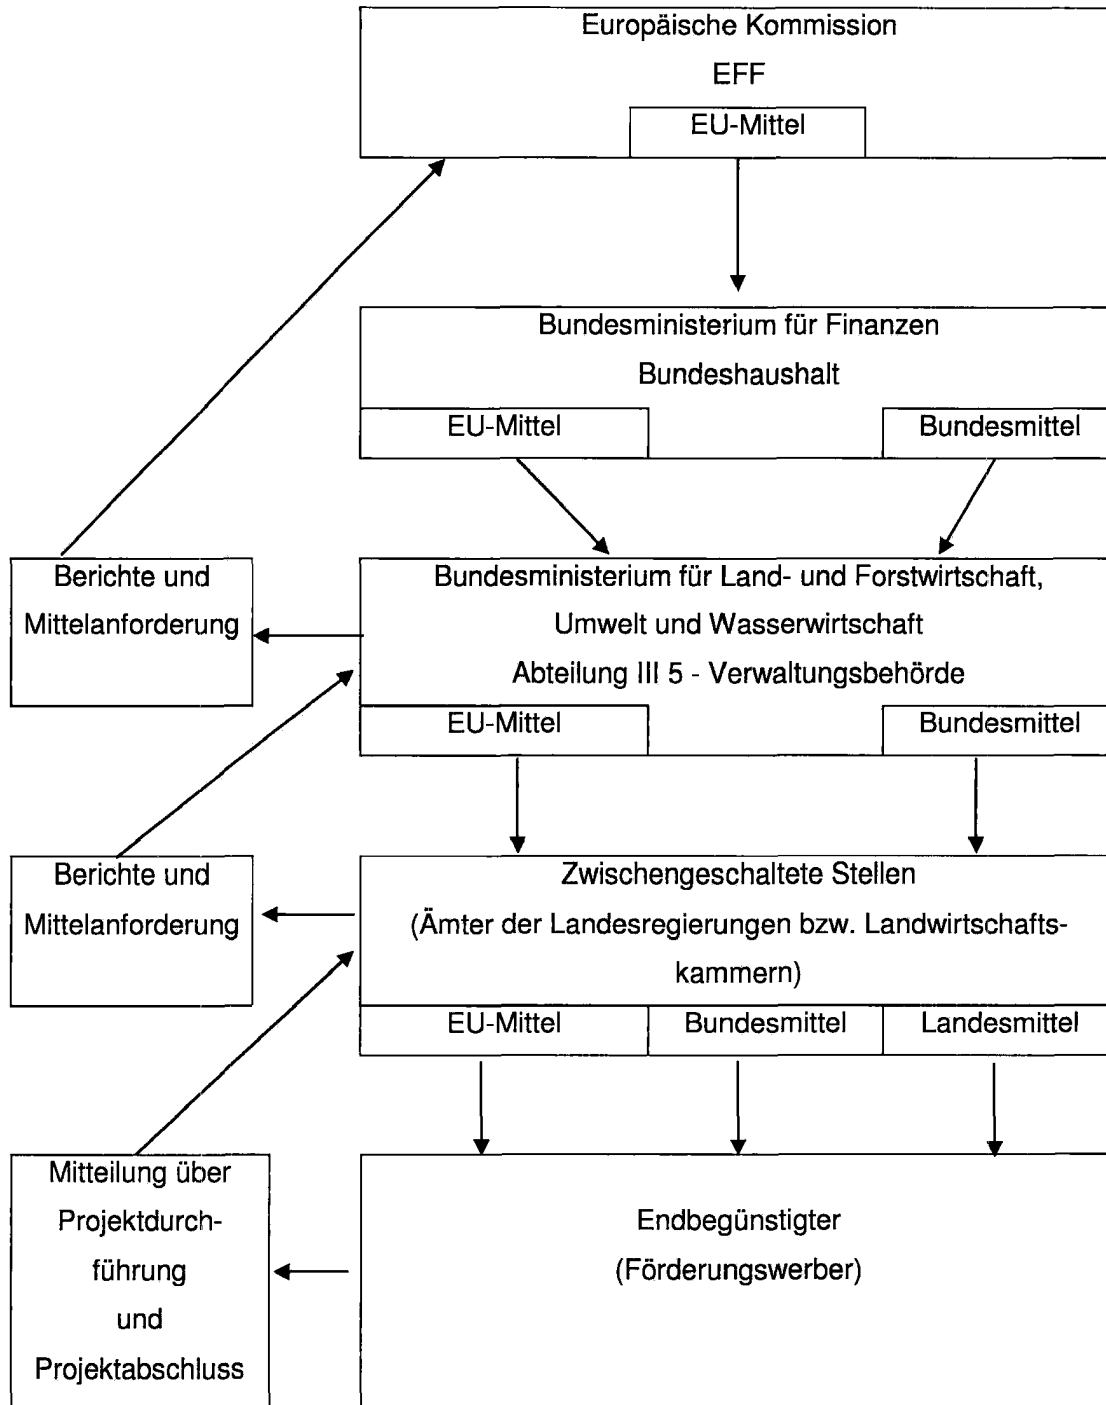 Europäische Kommission
EFF
EU-Mittel
Bundesministerium für Finanzen
Bundeshaushalt
EU-Mittel
Bundesmittel
Berichte und
Mittelanforderung
Bundesministerium für Land- und Forstwirtschaft,
Umwelt und Wasserwirtschaft
Abteilung III 5 - Verwaltungsbehörde
EU-Mittel
Bundesmittel
Berichte und
Mittelanforderung
Zwischengeschaltete Stellen
(Ämter der Landesregierungen bzw. Landwirtschafts-
kammern)
EU-Mittel
Bundesmittel
Landesmittel
Mitteilung über
Projektdurch-
führung
und
Projektabschluss
Endbegünstigter
(Förderungswerber)